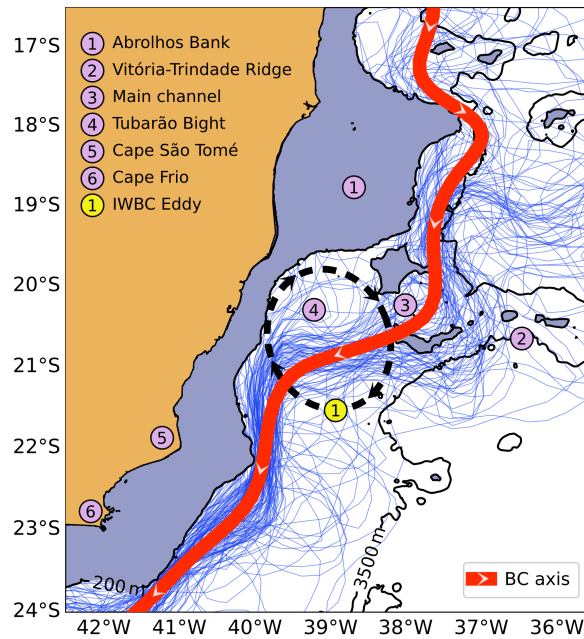 17°S
18°S
19°S
20°S
21°S
22°S
23°S
24°S
1 Abrolhos Bank
2 Vitória-Trindade Ridge
3 Main channel
4 Tubarão Bight
5 Cape São Tomé
6 Cape Frio
1 IWBC Eddy
1
4
3
2
1
5
6
200 m
3500 m
BC axis
42°W 41°W 40°W 39°W 38°W 37°W 36°W